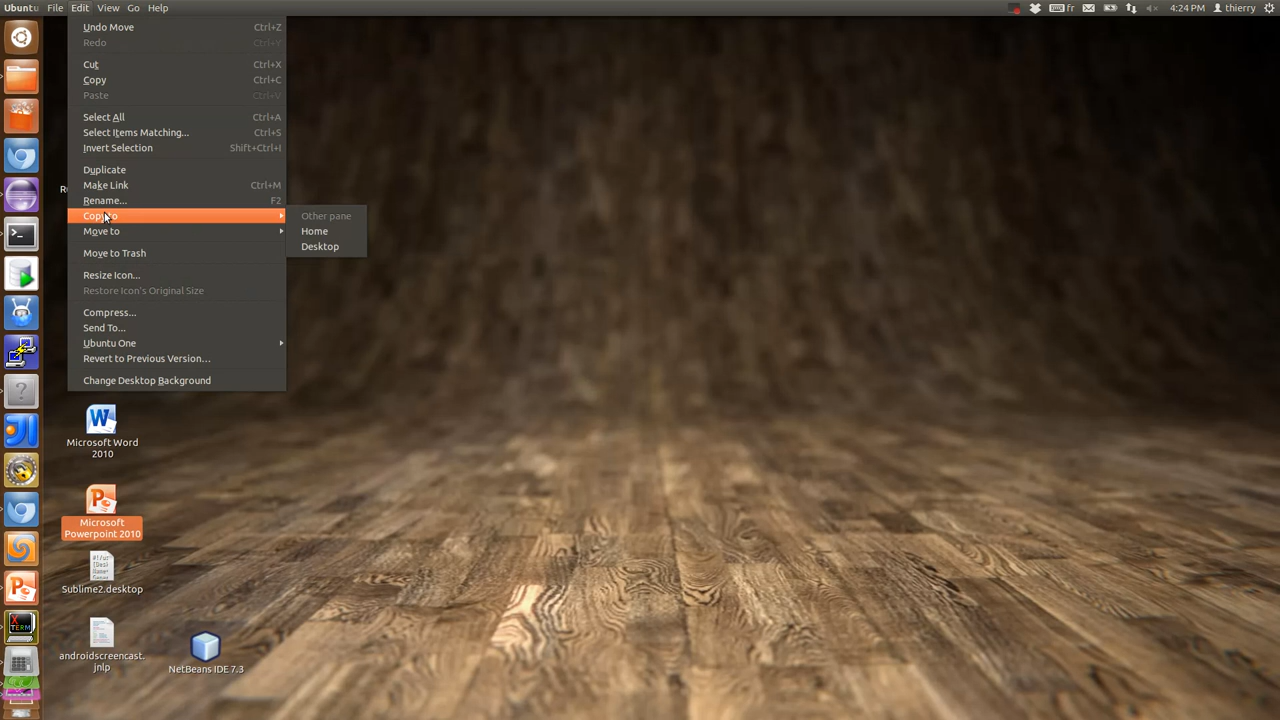 Ubuntu File Edit View Go Help fr 4:24 PM thierry
Undo Move Ctrl+Z
Redo Ctrl+Y
Cut Ctrl+X
Copy Ctrl+C
Paste Ctrl+V
Select All Ctrl+A
Select Items Matching... Ctrl+S
Invert Selection Shift+Ctrl+I
Duplicate
Make Link Ctrl+M
Rename... F2
Copy to
Other pane
Home
Desktop
Move to
Move to Trash
Resize Icon...
Restore Icon's Original Size
Compress...
Send To...
Ubuntu One
Revert to Previous Version...
Change Desktop Background
Microsoft Word
2010
Microsoft
Powerpoint 2010
Sublime2.desktop
androidscreencast.
jnlp
NetBeans IDE 7.3